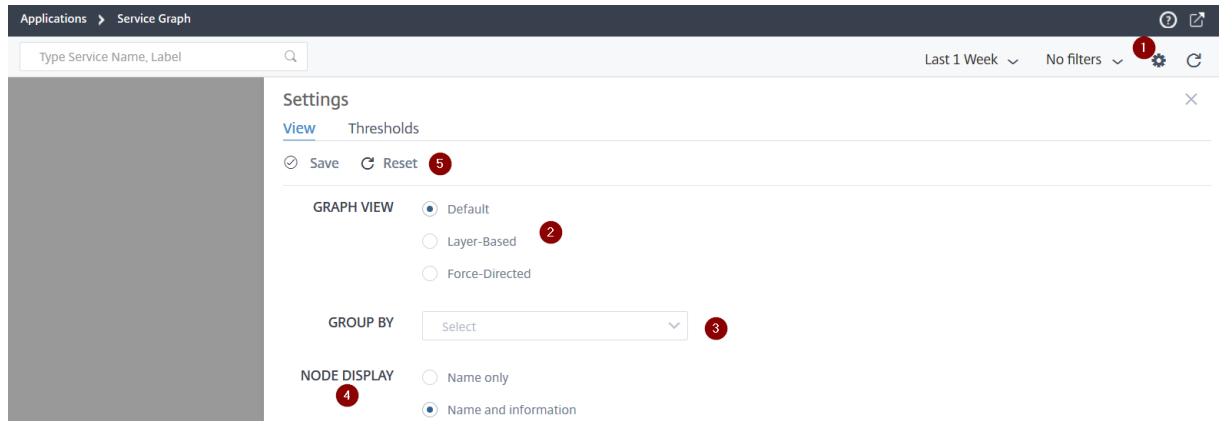 Applications > Service Graph
Type Service Name, Label
Last 1 Week
No filters
1
Settings
View Thresholds
Save Reset 5
GRAPH VIEW Default
2
Layer-Based
Force-Directed
GROUP BY Select 3
NODE DISPLAY Name only
4
Name and information